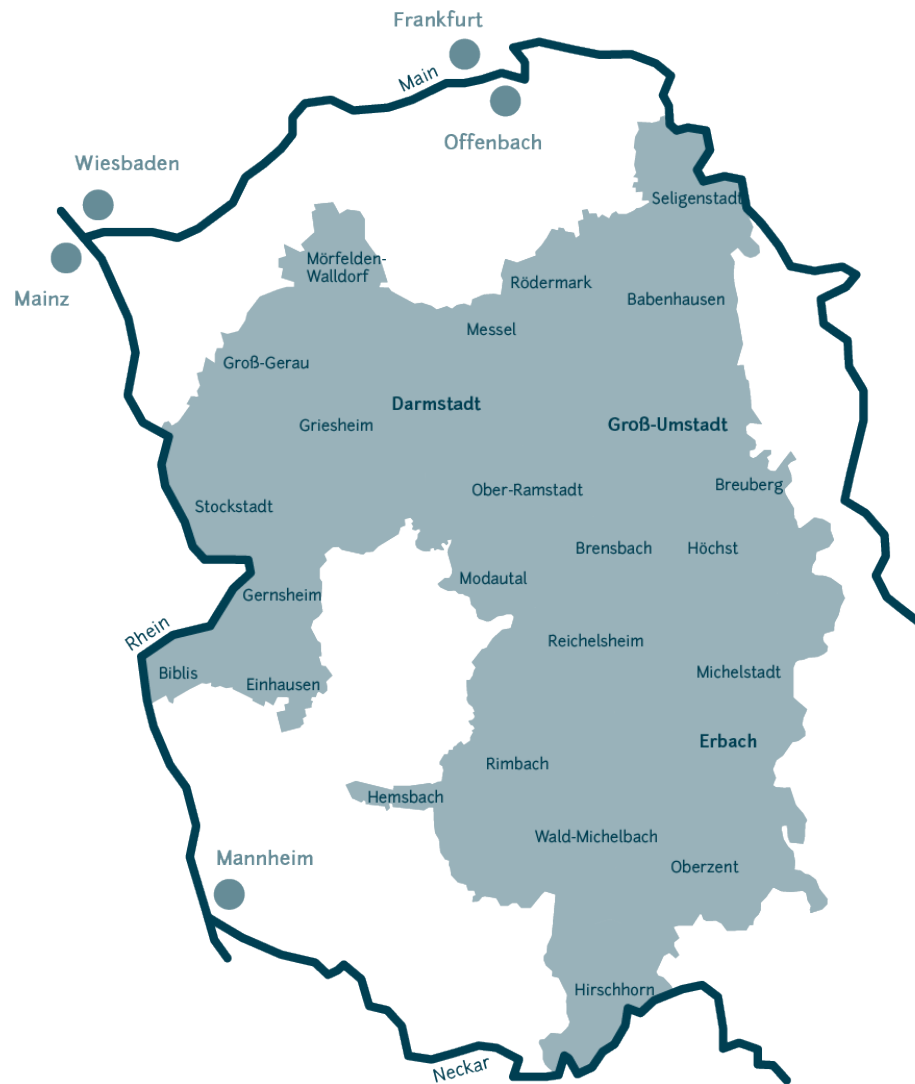 Frankfurt
Main
Offenbach
Wiesbaden
Seligenstadt
Mörfelden-
Walldorf
Mainz
Rödermark
Babenhausen
Messel
Groß-Gerau
Darmstadt
Griesheim
Groß-Umstadt
Breuberg
Ober-Ramstadt
Stockstadt
Brensbach
Höchst
Modautal
Gernsheim
Rhein
Reichelsheim
Biblis
Einhausen
Michelstadt
Erbach
Rimbach
Hemsbach
Wald-Michelbach
Mannheim
Oberzent
Hirschhorn
Neckar